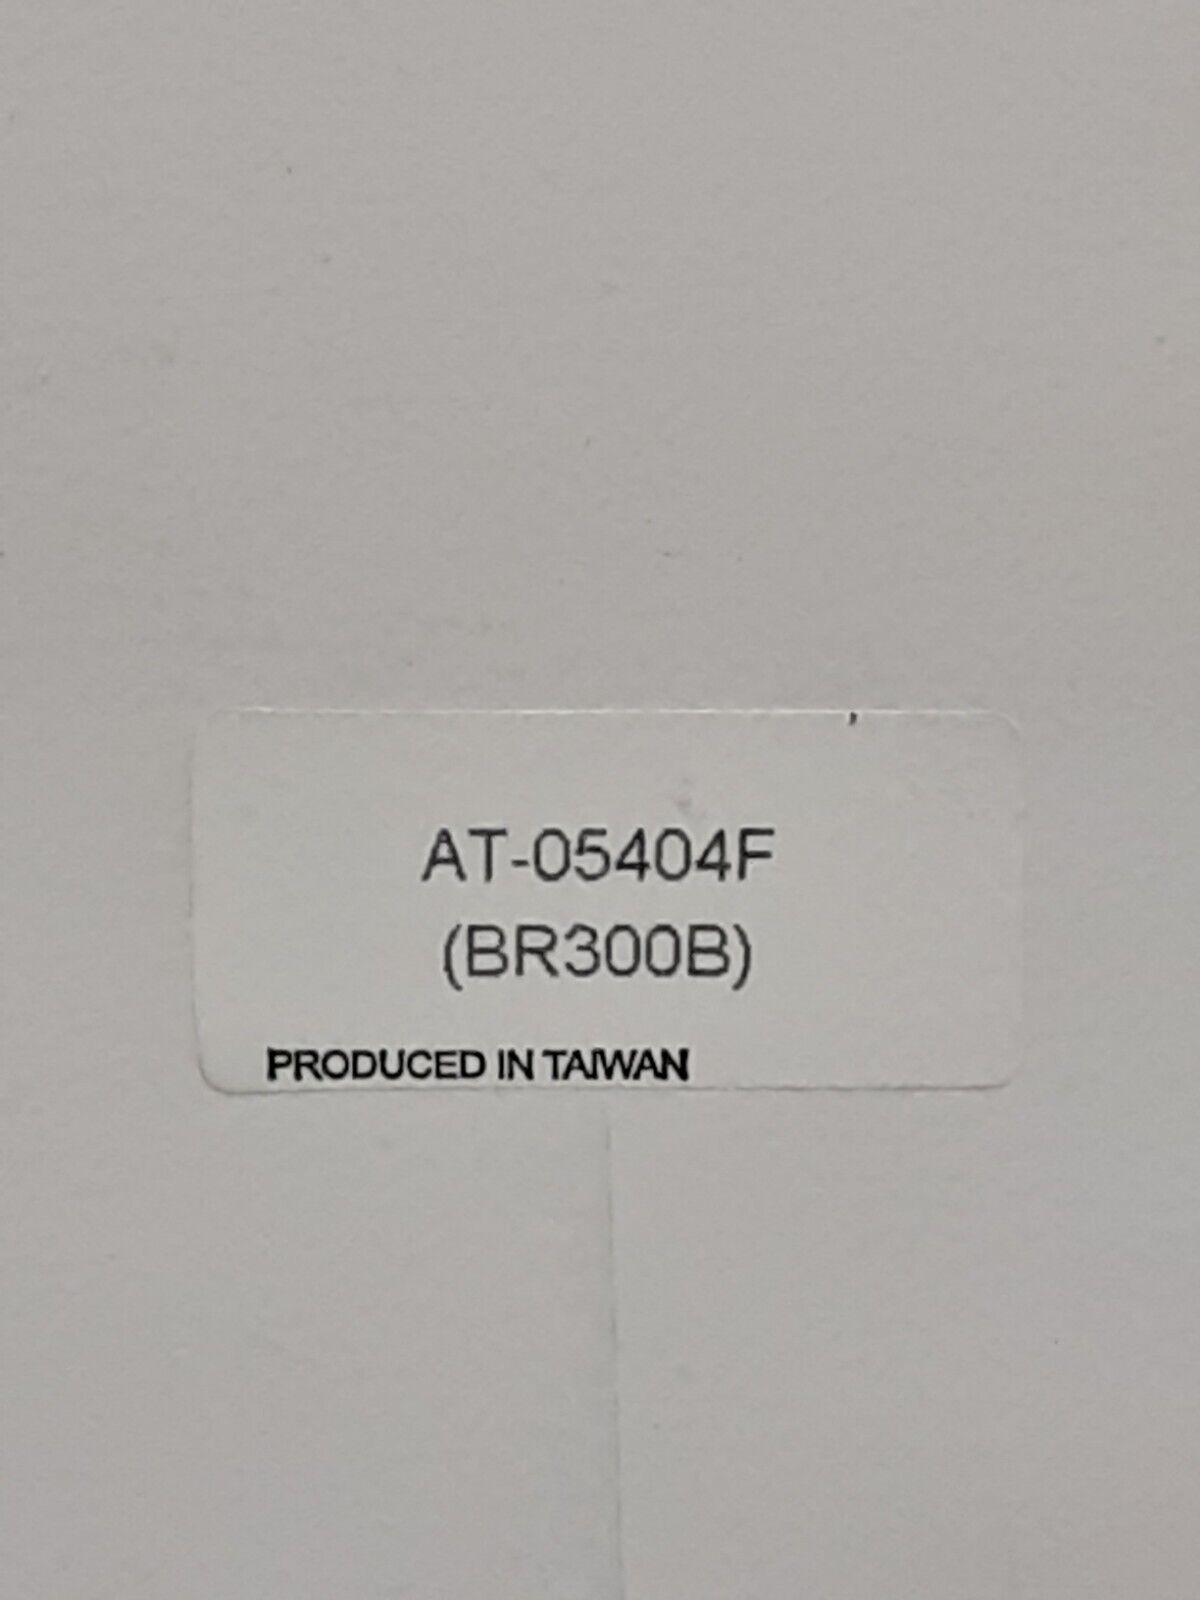 AT-05404F
(BR300B)
PRODUCED IN TAIWAN